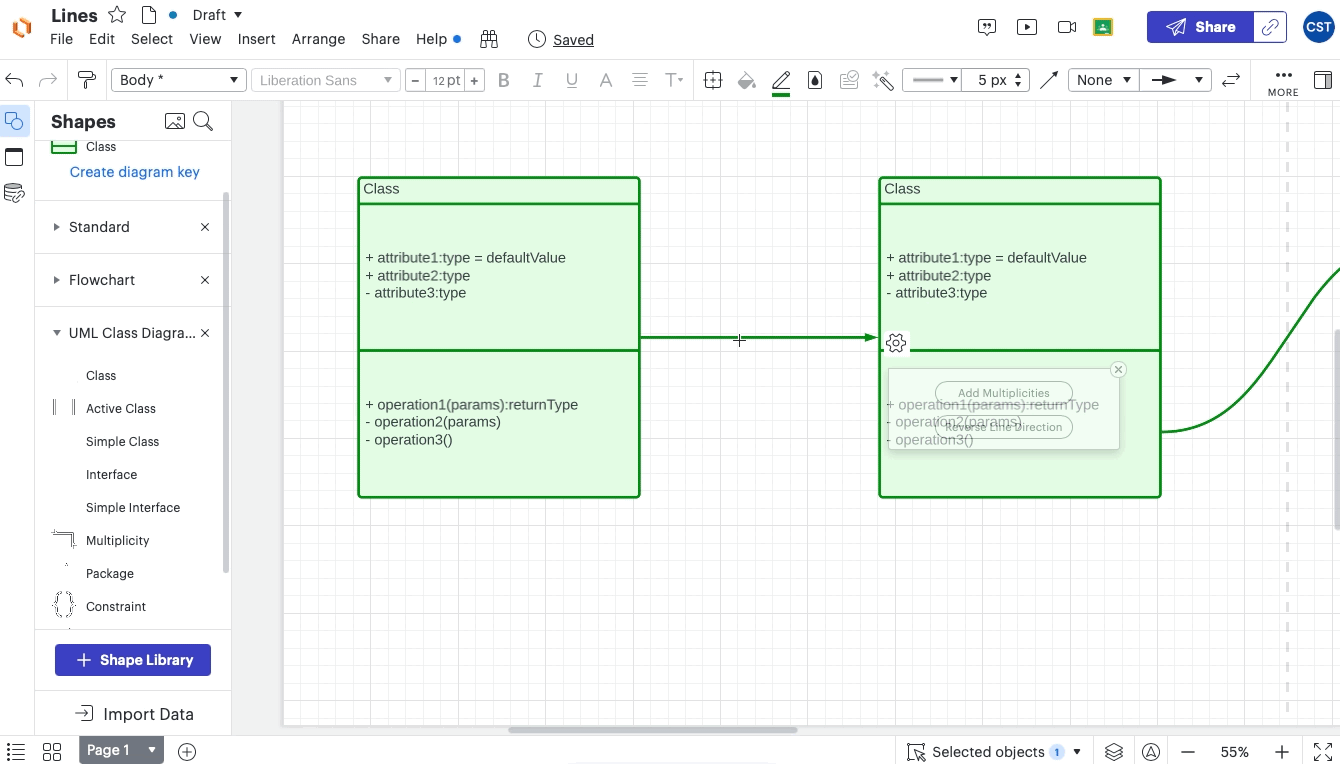 Lines Draft
File Edit Select View Insert Arrange Share Help Saved
Share CST
Body * Liberation Sans − 12 pt + B I U A T 5 px None MORE
Shapes
Class
Create diagram key
Standard
Flowchart
UML Class Diagra...
Class
Active Class
Simple Class
Interface
Simple Interface
Multiplicity
Package
Constraint
+ Shape Library
Import Data
Class
+ attribute1:type = defaultValue
+ attribute2:type
- attribute3:type
+ operation1(params):returnType
- operation2(params)
- operation3()
Class
+ attribute1:type = defaultValue
+ attribute2:type
- attribute3:type
Add Multiplicities
+ operation1(params):returnType
- operation2(params)
Reverse Line Direction
- operation3()
Page 1
Selected objects 1 − 55% +